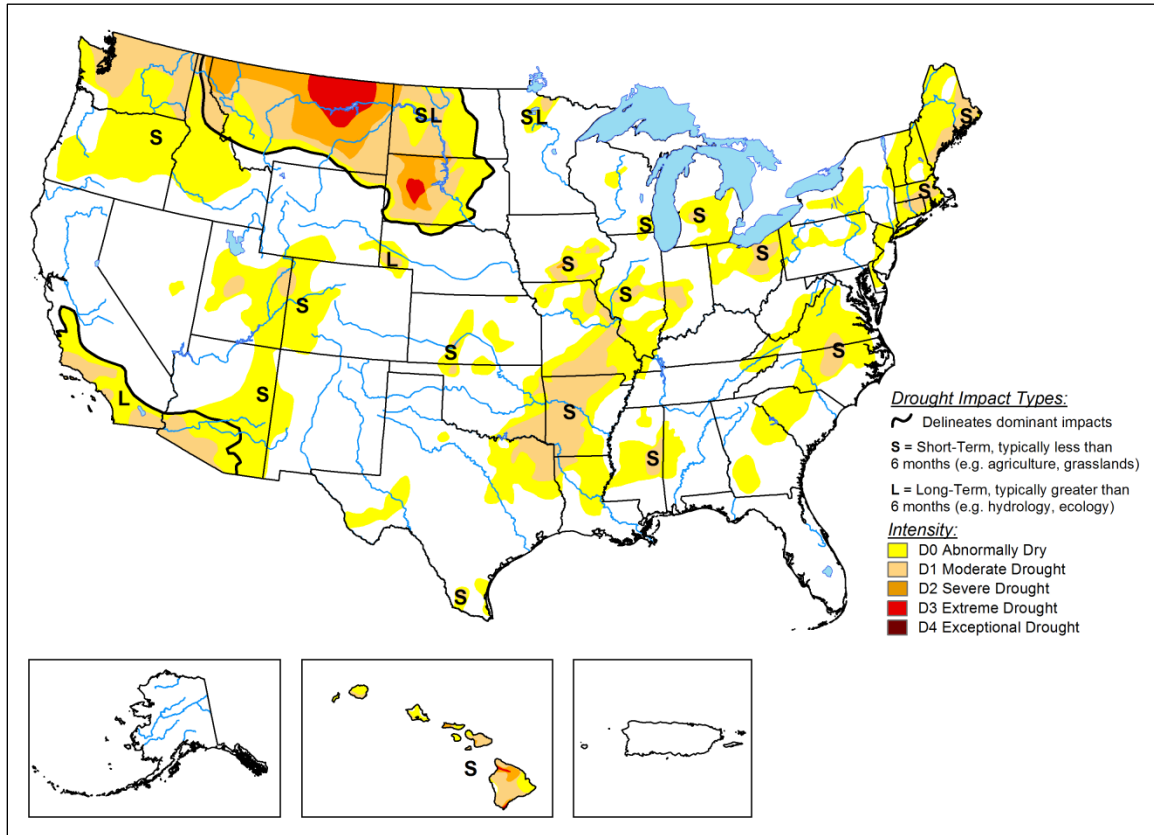 SL
SL
S
S
S
S
S
L
S
S
S
S
S
S
S
L
S
S
S
S
Drought Impact Types:
Delineates dominant impacts
S = Short-Term, typically less than
6 months (e.g. agriculture, grasslands)
L = Long-Term, typically greater than
6 months (e.g. hydrology, ecology)
Intensity:
D0 Abnormally Dry
D1 Moderate Drought
D2 Severe Drought
D3 Extreme Drought
D4 Exceptional Drought
S